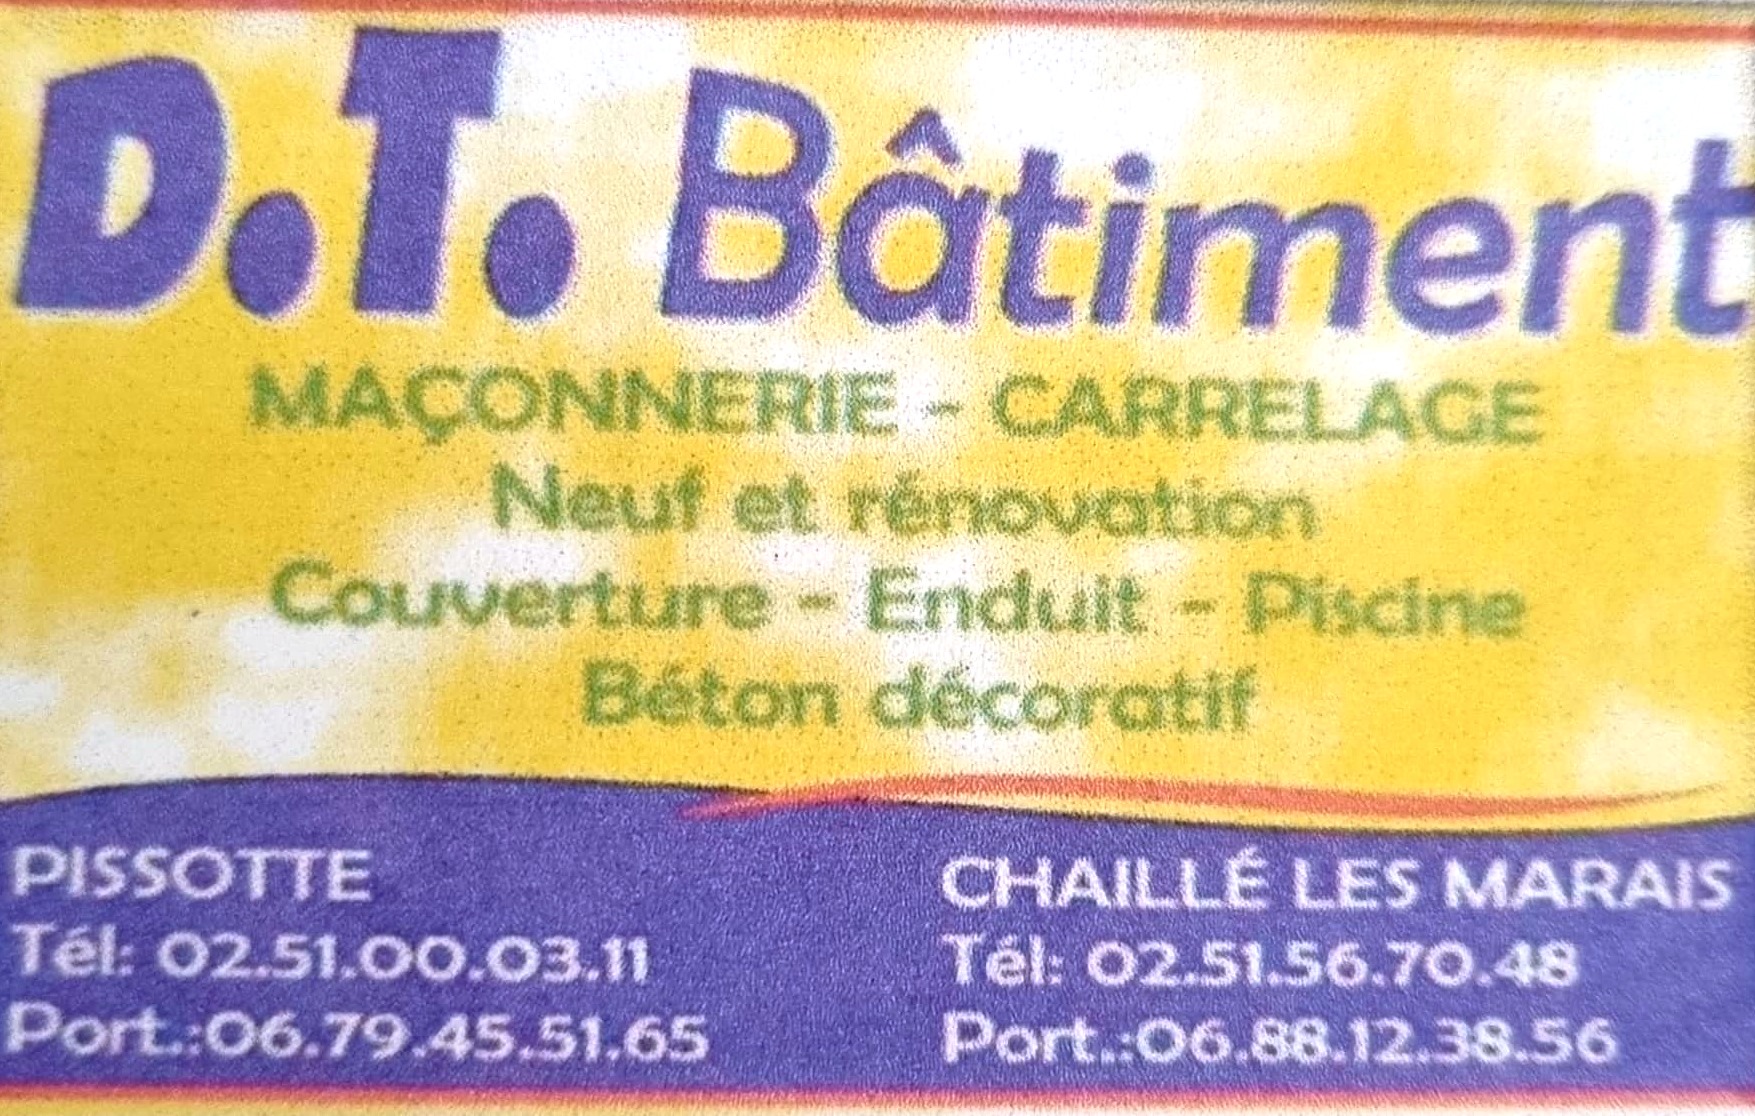 D.T. Bâtiment
MAÇONNERIE - CARRELAGE
Neuf et rénovation
Couverture - Enduit - Piscine
Béton décoratif
PISSOTTE
Tél: 02.51.00.03.11
Port.:06.79.45.51.65
CHAILLÉ LES MARAIS
Tél: 02.51.56.70.48
Port.:06.88.12.38.56